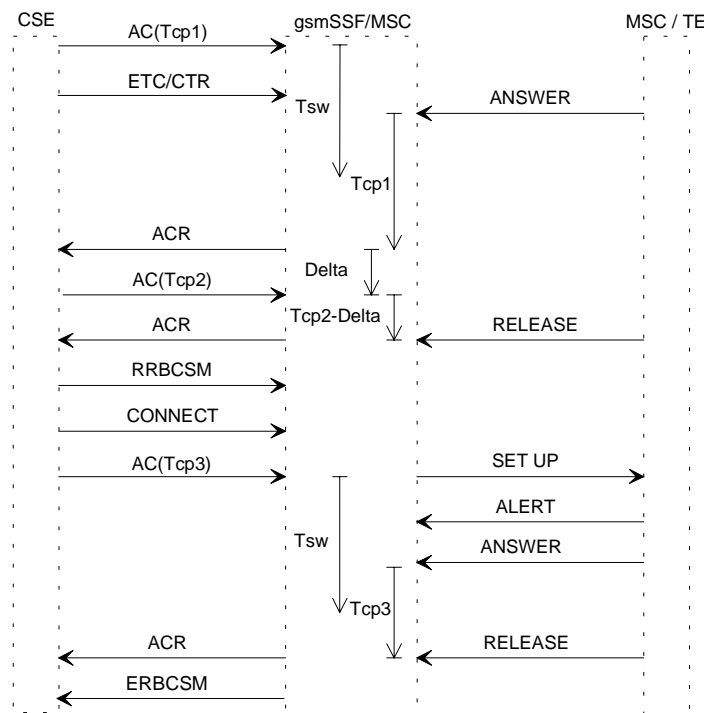 CSE gsmSSF/MSC MSC / TE
AC(Tcp1)
ETC/CTR
Tsw
ANSWER
Tcp1
ACR
Delta
AC(Tcp2)
Tcp2-Delta
ACR
RELEASE
RRBCSM
CONNECT
AC(Tcp3)
SET UP
ALERT
Tsw
ANSWER
Tcp3
ACR
RELEASE
ERBCSM